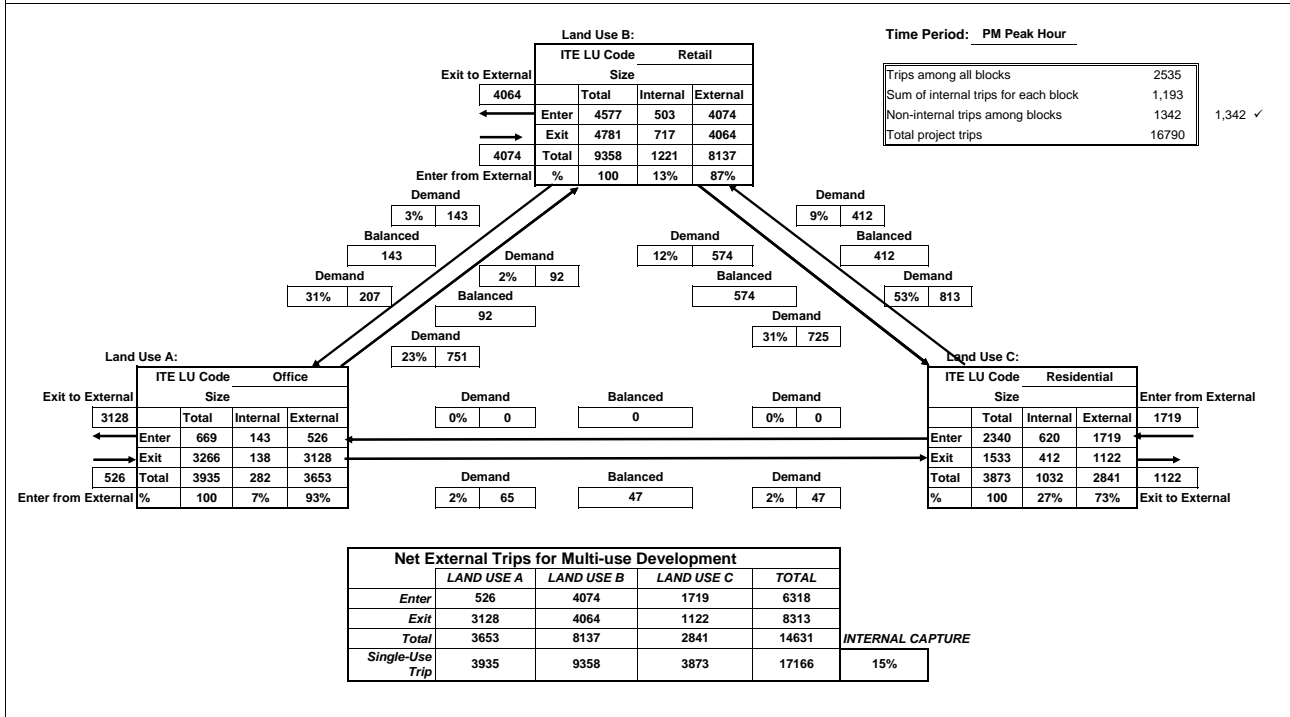 Land Use B:
Time Period: PM Peak Hour
ITE LU Code Retail
Exit to External Size
Trips among all blocks 2535
4064 Total Internal External
Sum of internal trips for each block 1,193
Enter 4577 503 4074
Non-internal trips among blocks 1342 1,342 ✓
Exit 4781 717 4064
Total project trips 16790
4074 Total 9358 1221 8137
Enter from External % 100 13% 87%
Demand Demand
3% 143 9% 412
Balanced Demand Balanced
143 Demand 12% 574 412
Demand 2% 92 Balanced Demand
31% 207 Balanced 574 53% 813
92 Demand
Demand 31% 725
23% 751
Land Use A: Land Use C:
ITE LU Code Office ITE LU Code Residential
Exit to External Size Demand Balanced Demand Size Enter from External
3128 Total Internal External 0% 0 0 0% 0 Total Internal External 1719
Enter 669 143 526 Enter 2340 620 1719
Exit 3266 138 3128 Exit 1533 412 1122
526 Total 3935 282 3653 Demand Balanced Demand Total 3873 1032 2841 1122
Enter from External % 100 7% 93% 2% 65 47 2% 47 % 100 27% 73% Exit to External
Net External Trips for Multi-use Development
LAND USE A LAND USE B LAND USE C TOTAL
Enter 526 4074 1719 6318
Exit 3128 4064 1122 8313
Total 3653 8137 2841 14631 INTERNAL CAPTURE
Single-Use
Trip 3935 9358 3873 17166 15%